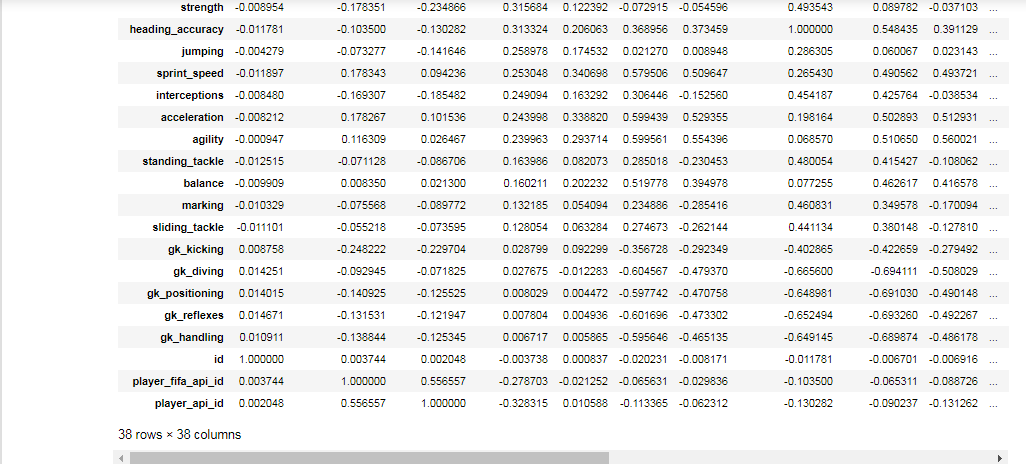 strength -0.008954 -0.178351 -0.234866 0.315684 0.122392 -0.072915 -0.054596 0.493543 0.089782 -0.037103 ...
heading_accuracy -0.011781 -0.103500 -0.130282 0.313324 0.206063 0.368956 0.373459 1.000000 0.548435 0.391129 ...
jumping -0.004279 -0.073277 -0.141646 0.258978 0.174532 0.021270 0.008948 0.286305 0.060067 0.023143 ...
sprint_speed -0.011897 0.178343 0.094236 0.253048 0.340698 0.579506 0.509647 0.265430 0.490562 0.493721 ...
interceptions -0.008480 -0.169307 -0.185482 0.249094 0.163292 0.306446 -0.152560 0.454187 0.425764 -0.038534 ...
acceleration -0.008212 0.178267 0.101536 0.243998 0.338820 0.599439 0.529355 0.198164 0.502893 0.512931 ...
agility -0.000947 0.116309 0.026467 0.239963 0.293714 0.599561 0.554396 0.068570 0.510650 0.560021 ...
standing_tackle -0.012515 -0.071128 -0.086706 0.163986 0.082073 0.285018 -0.230453 0.480054 0.415427 -0.108062 ...
balance -0.009909 0.008350 0.021300 0.160211 0.202232 0.519778 0.394978 0.077255 0.462617 0.416578 ...
marking -0.010329 -0.075568 -0.089772 0.132185 0.054094 0.234886 -0.285416 0.460831 0.349578 -0.170094 ...
sliding_tackle -0.011101 -0.055218 -0.073595 0.128054 0.063284 0.274673 -0.262144 0.441134 0.380148 -0.127810 ...
gk_kicking 0.008758 -0.248222 -0.229704 0.028799 0.092299 -0.356728 -0.292349 -0.402865 -0.422659 -0.279492 ...
gk_diving 0.014251 -0.092945 -0.071825 0.027675 -0.012283 -0.604567 -0.479370 -0.665600 -0.694111 -0.508029 ...
gk_positioning 0.014015 -0.140925 -0.125525 0.008029 0.004472 -0.597742 -0.470758 -0.648981 -0.691030 -0.490148 ...
gk_reflexes 0.014671 -0.131531 -0.121947 0.007804 0.004936 -0.601696 -0.473302 -0.652494 -0.693260 -0.492267 ...
gk_handling 0.010911 -0.138844 -0.125345 0.006717 0.005865 -0.595646 -0.465135 -0.649145 -0.689874 -0.486178 ...
id 1.000000 0.003744 0.002048 -0.003738 0.000837 -0.020231 -0.008171 -0.011781 -0.006701 -0.006916 ...
player_fifa_api_id 0.003744 1.000000 0.556557 -0.278703 -0.021252 -0.065631 -0.029836 -0.103500 -0.065311 -0.088726 ...
player_api_id 0.002048 0.556557 1.000000 -0.328315 0.010588 -0.113365 -0.062312 -0.130282 -0.090237 -0.131262 ...
38 rows × 38 columns